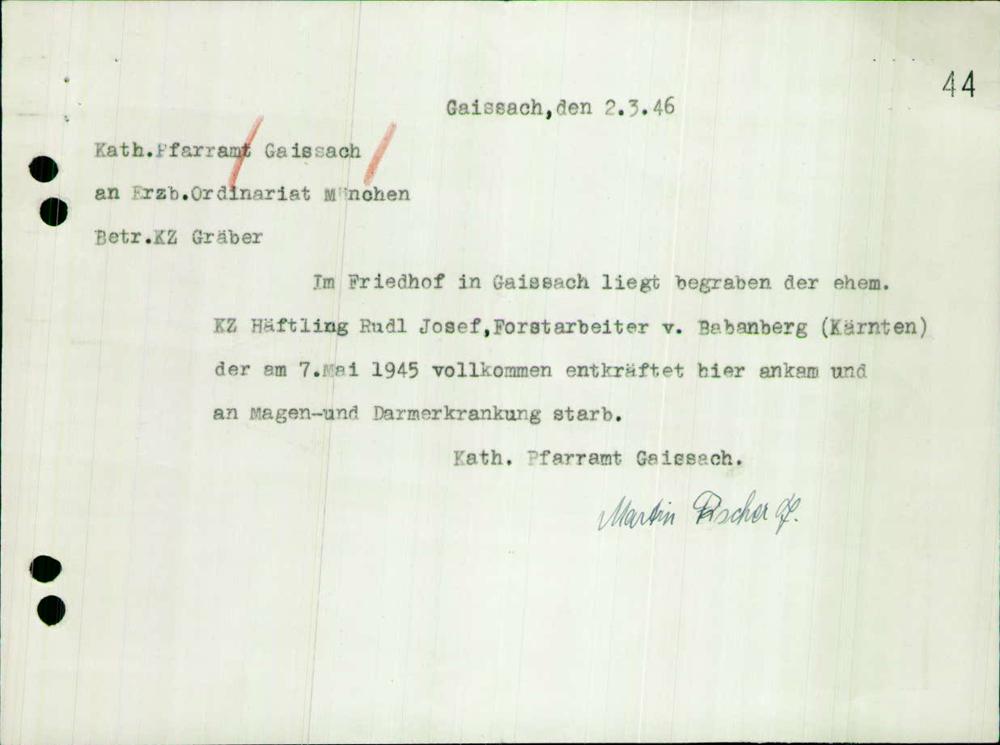 44
Gaissach,den 2.3.46
Kath.Pfarramt Gaissach
an Erzb.Ordinariat München
Betr.KZ Gräber
Im Friedhof in Gaissach liegt begraben der ehem.
KZ Häftling Rudl Josef,Forstarbeiter v. Babanberg (Kärnten)
der am 7.Mai 1945 vollkommen entkräftet hier ankam und
an Magen-und Darmerkrankung starb.
Kath. Pfarramt Gaissach.
Martin Fischer